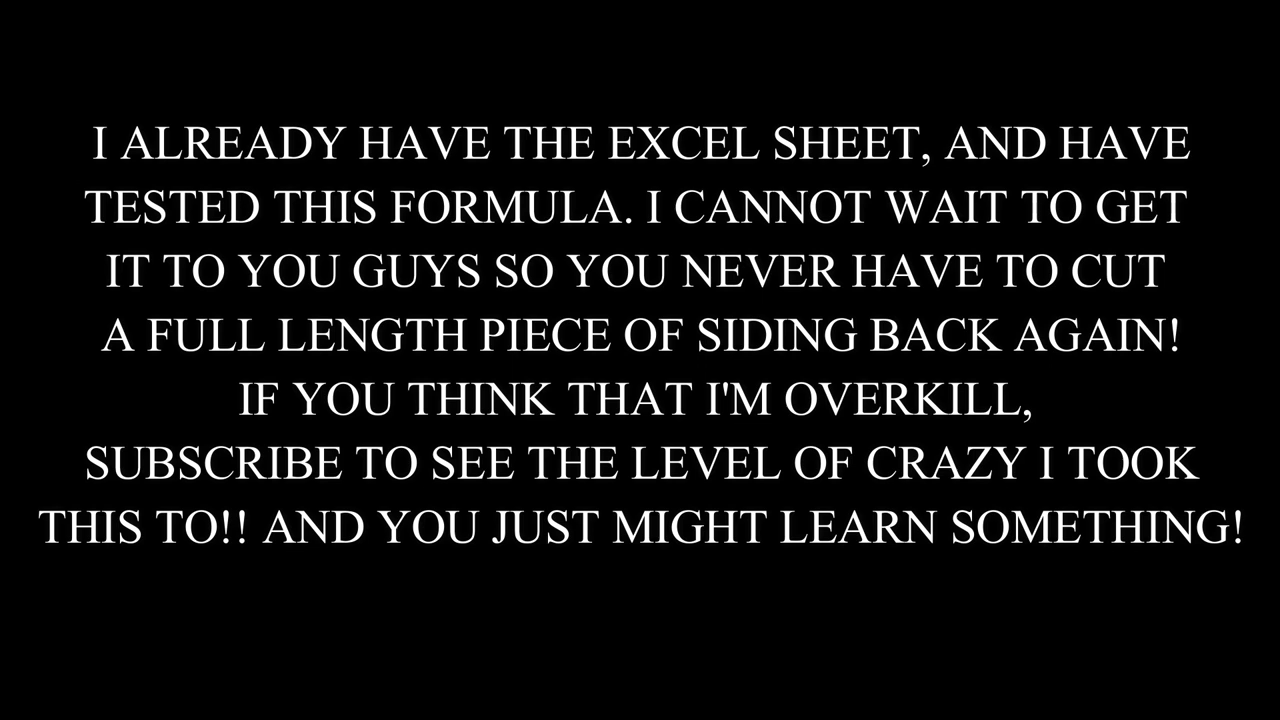 I ALREADY HAVE THE EXCEL SHEET, AND HAVE
TESTED THIS FORMULA. I CANNOT WAIT TO GET
IT TO YOU GUYS SO YOU NEVER HAVE TO CUT
A FULL LENGTH PIECE OF SIDING BACK AGAIN!
IF YOU THINK THAT I'M OVERKILL,
SUBSCRIBE TO SEE THE LEVEL OF CRAZY I TOOK
THIS TO!! AND YOU JUST MIGHT LEARN SOMETHING!